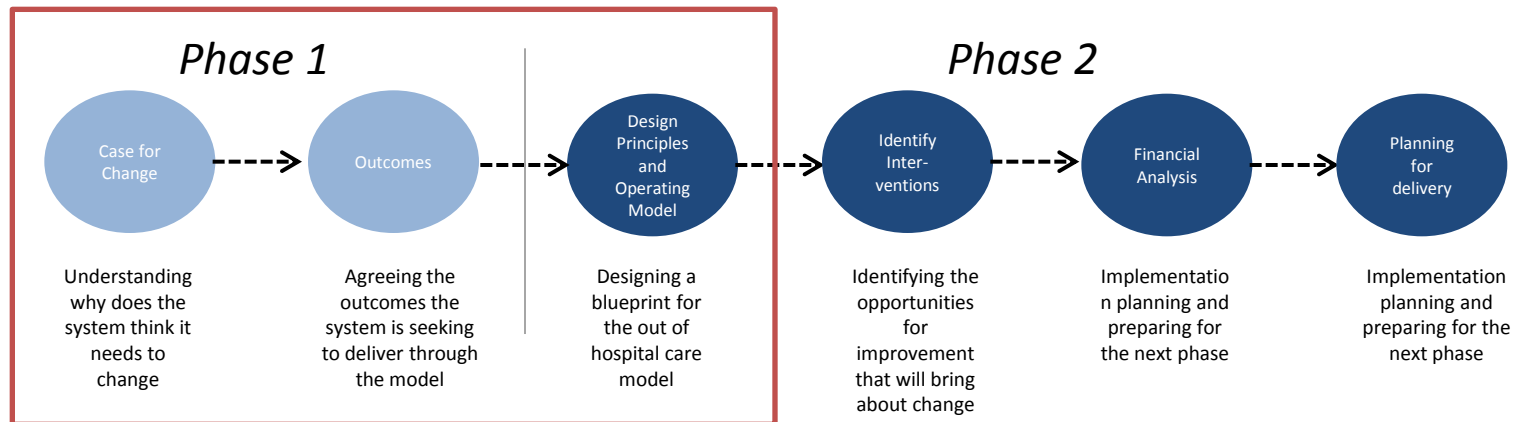 Phase 1
Phase 2
Case for
Change
Outcomes
Design
Principles
and
Operating
Model
Identify
Inter-
ventions
Financial
Analysis
Planning
for
delivery
Understanding
why does the
system think it
needs to
change
Agreeing the
outcomes the
system is seeking
to deliver through
the model
Designing a
blueprint for
the out of
hospital care
model
Identifying the
opportunities
for
improvement
that will bring
about change
Implementatio
n planning and
preparing for
the next phase
Implementation
planning and
preparing for the
next phase